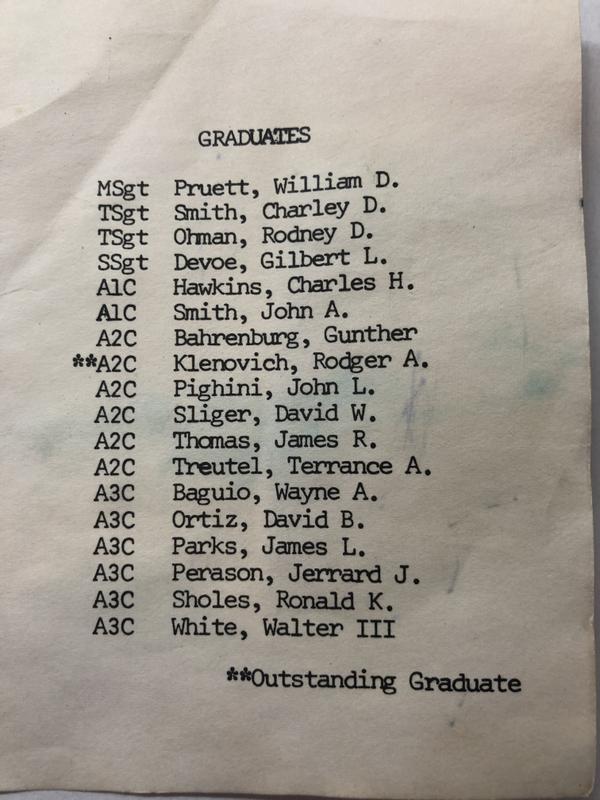 GRADUATES
MSgt Pruett, William D.
TSgt Smith, Charley D.
TSgt Ohman, Rodney D.
SSgt Devoe, Gilbert L.
A1C Hawkins, Charles H.
A1C Smith, John A.
A2C Bahrenburg, Gunther
**A2C Klenovich, Rodger A.
A2C Pighini, John L.
A2C Sliger, David W.
A2C Thomas, James R.
A2C Treutel, Terrance A.
A3C Baguio, Wayne A.
A3C Ortiz, David B.
A3C Parks, James L.
A3C Perason, Jerrard J.
A3C Sholes, Ronald K.
A3C White, Walter III
**Outstanding Graduate